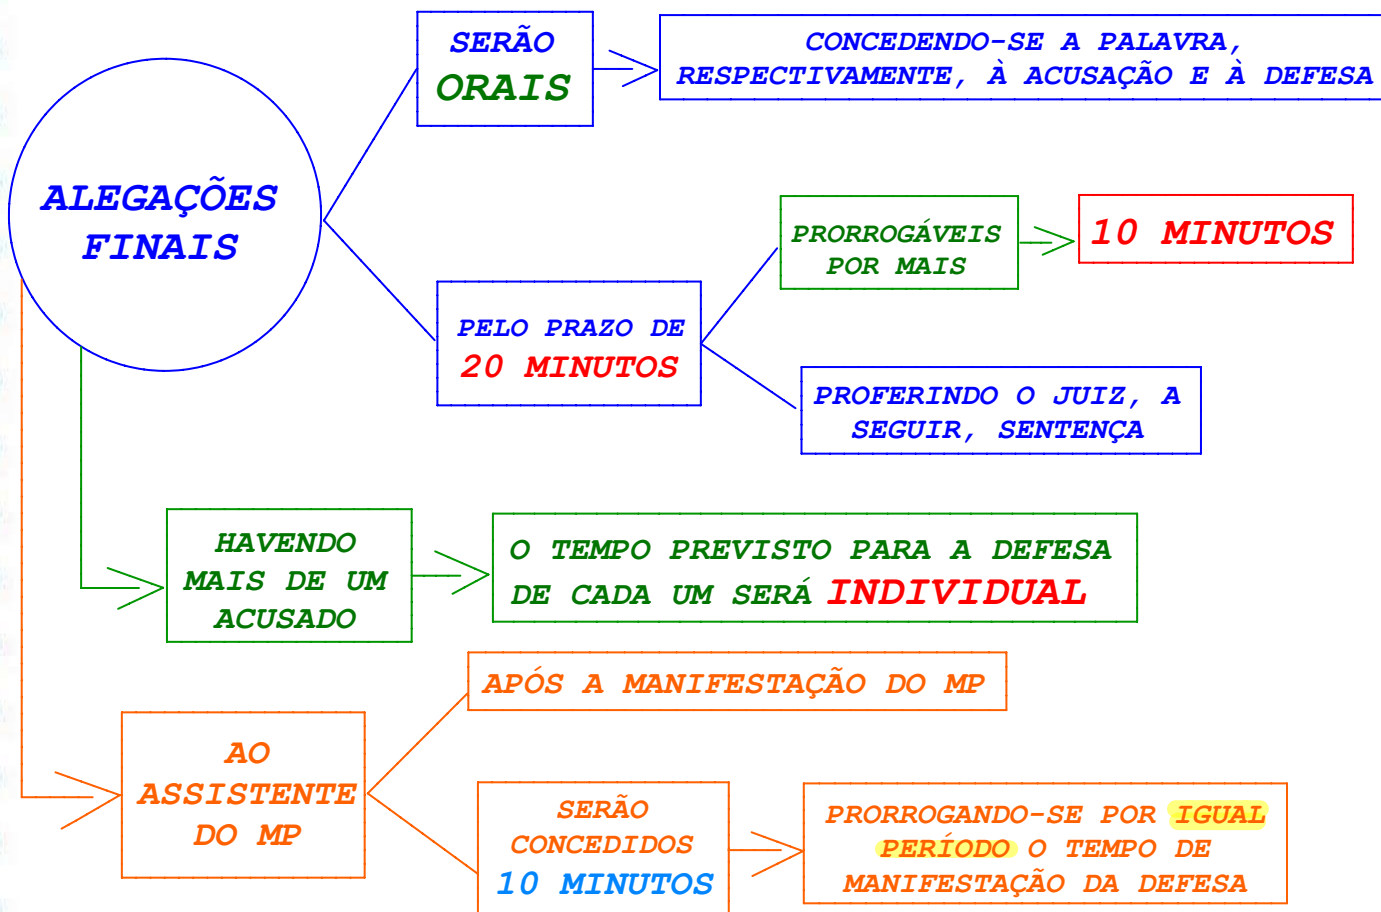 SERÃO
ORAIS
CONCEDENDO-SE A PALAVRA,
RESPECTIVAMENTE, À ACUSAÇÃO E À DEFESA
ALEGAÇÕES
FINAIS
PRORROGÁVEIS
POR MAIS
10 MINUTOS
PELO PRAZO DE
20 MINUTOS
PROFERINDO O JUIZ, A
SEGUIR, SENTENÇA
HAVENDO
MAIS DE UM
ACUSADO
O TEMPO PREVISTO PARA A DEFESA
DE CADA UM SERÁ INDIVIDUAL
APÓS A MANIFESTAÇÃO DO MP
AO
ASSISTENTE
DO MP
SERÃO
CONCEDIDOS
10 MINUTOS
PRORROGANDO-SE POR IGUAL
PERÍODO O TEMPO DE
MANIFESTAÇÃO DA DEFESA